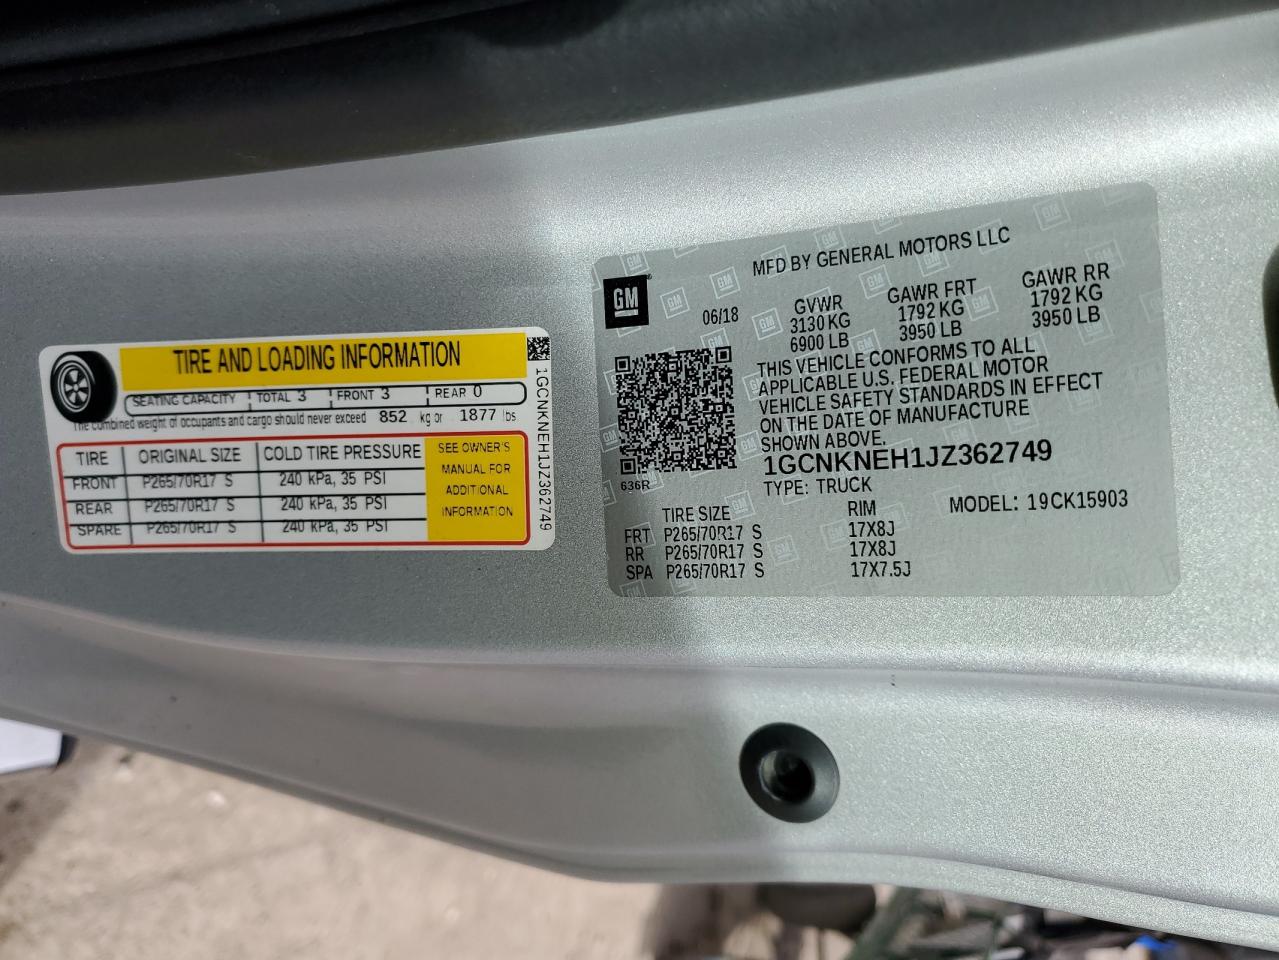 TIRE AND LOADING INFORMATION
SEATING CAPACITY TOTAL 3 FRONT 3 REAR 0
The combined weight of occupants and cargo should never exceed 852 kg or 1877 lbs
TIRE ORIGINAL SIZE COLD TIRE PRESSURE
FRONT P265/70R17 S 240 kPa, 35 PSI
REAR P265/70R17 S 240 kPa, 35 PSI
SPARE P265/70R17 S 240 kPa, 35 PSI
SEE OWNER'S
MANUAL FOR
ADDITIONAL
INFORMATION
1GCNKNEH1JZ362749
GM
MFD BY GENERAL MOTORS LLC
06/18
GVWR
3130 KG
6900 LB
GAWR FRT
1792 KG
3950 LB
GAWR RR
1792 KG
3950 LB
THIS VEHICLE CONFORMS TO ALL
APPLICABLE U.S. FEDERAL MOTOR
VEHICLE SAFETY STANDARDS IN EFFECT
ON THE DATE OF MANUFACTURE
SHOWN ABOVE.
636R
1GCNKNEH1JZ362749
TYPE: TRUCK
MODEL: 19CK15903
TIRE SIZE RIM
FRT P265/70R17 S 17X8J
RR P265/70R17 S 17X8J
SPA P265/70R17 S 17X7.5J